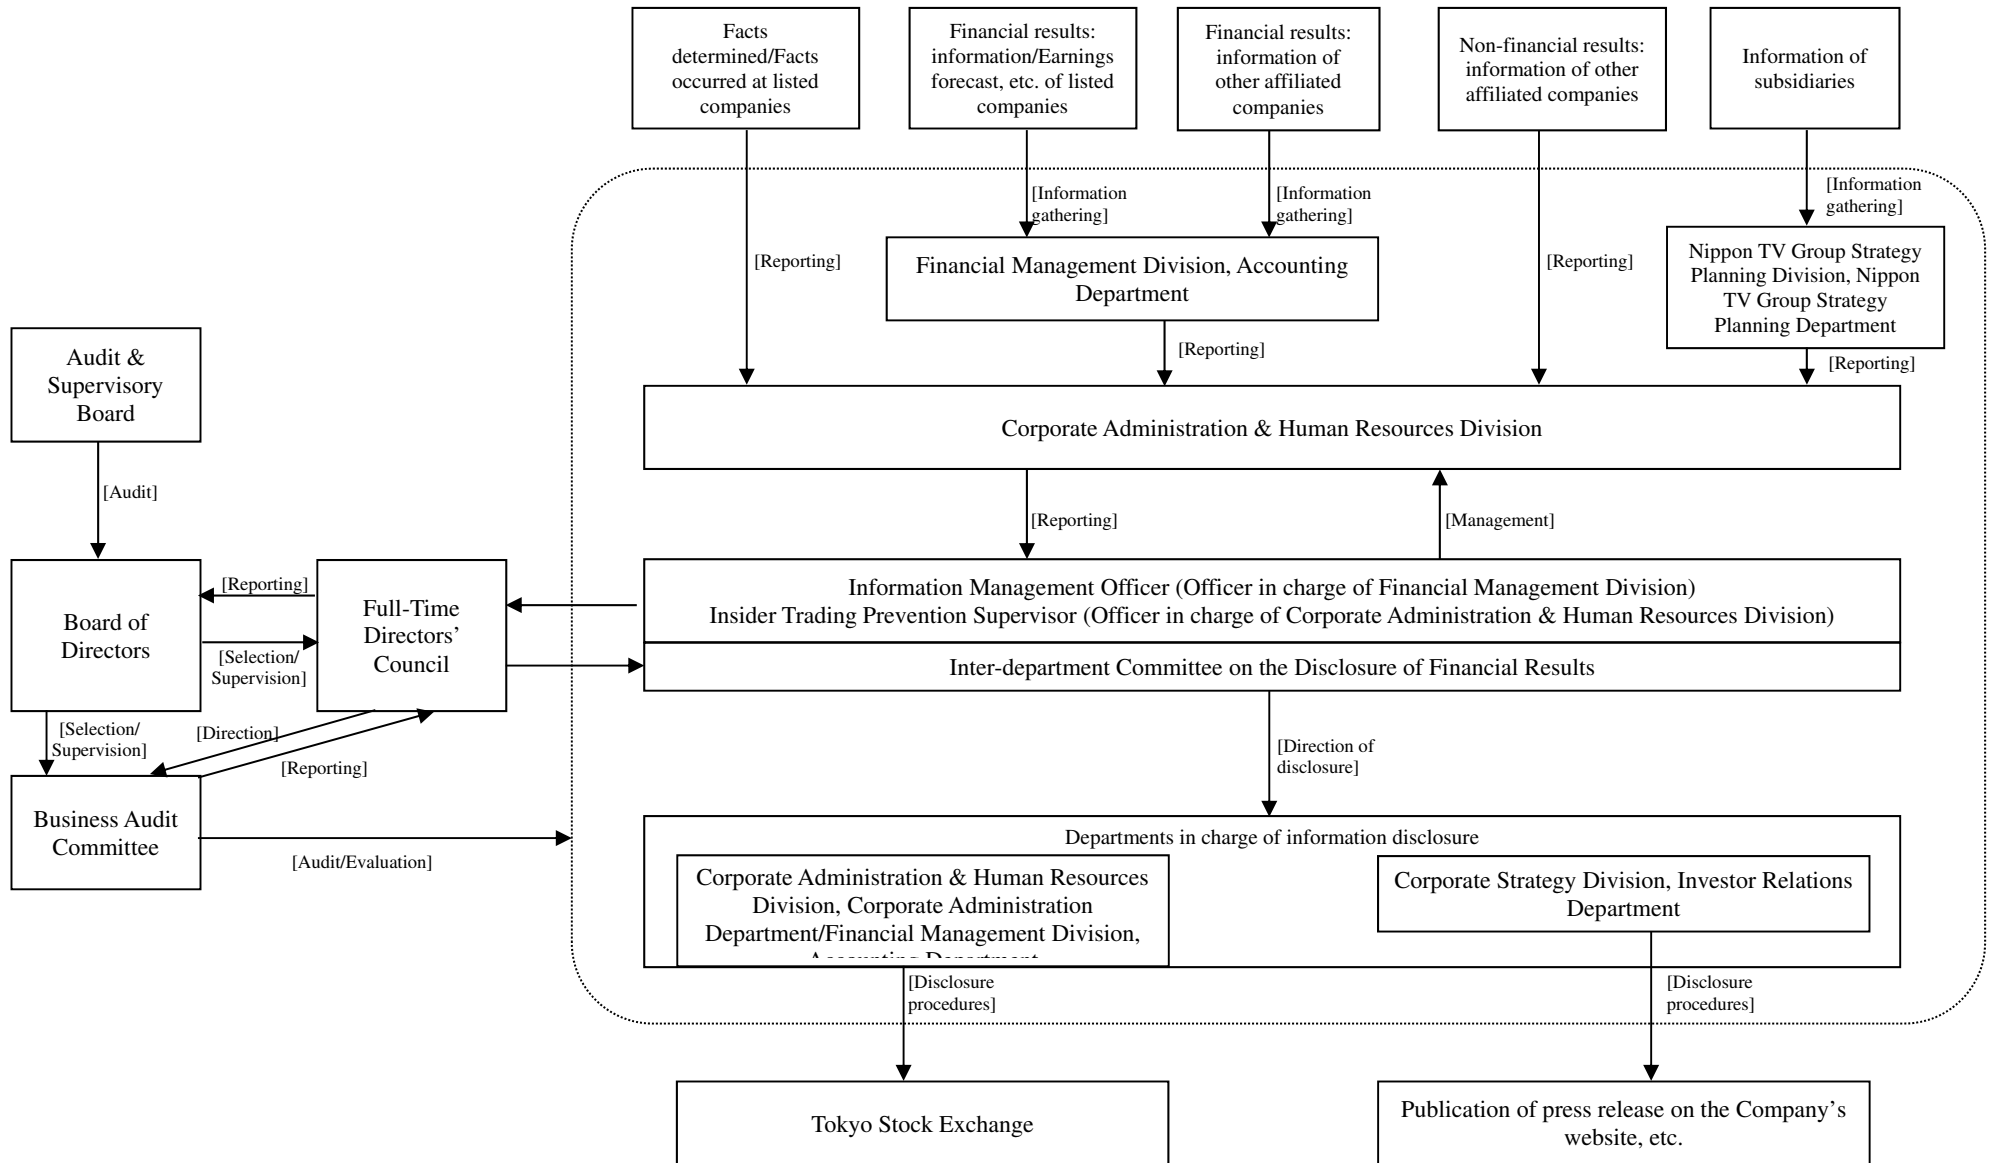 Facts
determined/Facts
occurred at listed
companies
Financial results:
information/Earnings
forecast, etc. of listed
companies
Financial results:
information of
other affiliated
companies
Non-financial results:
information of other
affiliated companies
Information of
subsidiaries
[Information
gathering]
[Information
gathering]
[Information
gathering]
[Reporting]
Financial Management Division, Accounting
Department
[Reporting]
Nippon TV Group Strategy
Planning Division, Nippon
TV Group Strategy
Planning Department
[Reporting]
[Reporting]
Audit &
Supervisory
Board
Corporate Administration & Human Resources Division
[Audit]
[Reporting]
[Management]
Board of
Directors
[Reporting]
[Selection/
Supervision]
Full-Time
Directors’
Council
Information Management Officer (Officer in charge of Financial Management Division)
Insider Trading Prevention Supervisor (Officer in charge of Corporate Administration & Human Resources Division)
Inter-department Committee on the Disclosure of Financial Results
[Selection/
Supervision]
[Direction]
[Reporting]
[Direction of
disclosure]
Business Audit
Committee
[Audit/Evaluation]
Departments in charge of information disclosure
Corporate Administration & Human Resources
Division, Corporate Administration
Department/Financial Management Division,
Accounting Department
Corporate Strategy Division, Investor Relations
Department
[Disclosure
procedures]
[Disclosure
procedures]
Tokyo Stock Exchange
Publication of press release on the Company’s
website, etc.